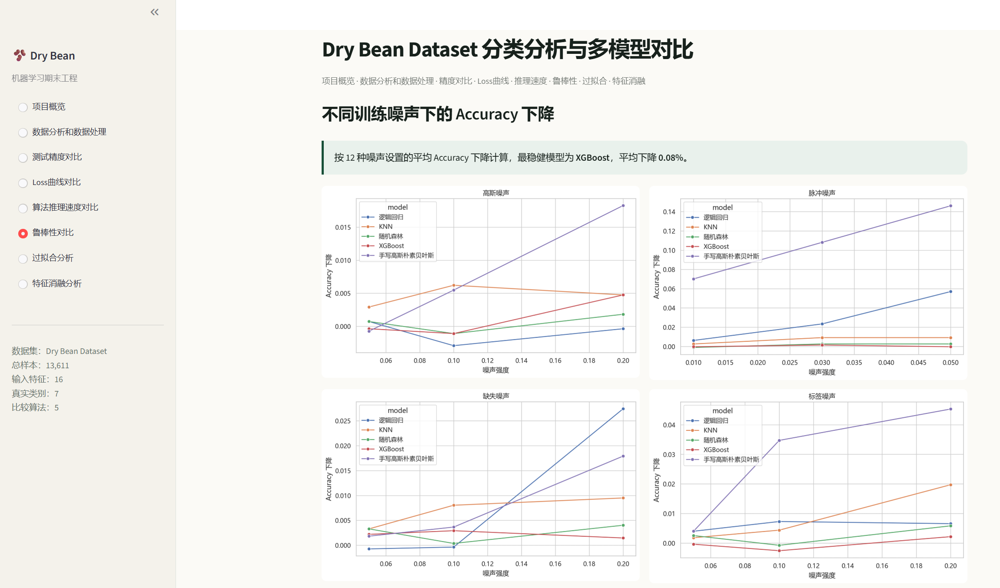 Dry Bean
机器学习期末工程
项目概览
数据分析和数据处理
测试精度对比
Loss曲线对比
算法推理速度对比
鲁棒性对比
过拟合分析
特征消融分析
数据集：Dry Bean Dataset
总样本：13,611
输入特征：16
真实类别：7
比较算法：5
Dry Bean Dataset 分类分析与多模型对比
项目概览 · 数据分析和数据处理 · 精度对比 · Loss曲线 · 推理速度 · 鲁棒性 · 过拟合 · 特征消融
不同训练噪声下的 Accuracy 下降
按 12 种噪声设置的平均 Accuracy 下降计算，最稳健模型为 XGBoost，平均下降 0.08%。
高斯噪声
model
逻辑回归
KNN
随机森林
XGBoost
手写高斯朴素贝叶斯
Accuracy 下降
0.015
0.010
0.005
0.000
0.06 0.08 0.10 0.12 0.14 0.16 0.18 0.20
噪声强度
脉冲噪声
model
逻辑回归
KNN
随机森林
XGBoost
手写高斯朴素贝叶斯
Accuracy 下降
0.14
0.12
0.10
0.08
0.06
0.04
0.02
0.00
0.010 0.015 0.020 0.025 0.030 0.035 0.040 0.045 0.050
噪声强度
缺失噪声
model
逻辑回归
KNN
随机森林
XGBoost
手写高斯朴素贝叶斯
Accuracy 下降
0.025
0.020
0.015
0.010
0.005
0.000
0.06 0.08 0.10 0.12 0.14 0.16 0.18 0.20
噪声强度
标签噪声
model
逻辑回归
KNN
随机森林
XGBoost
手写高斯朴素贝叶斯
Accuracy 下降
0.04
0.03
0.02
0.01
0.00
0.06 0.08 0.10 0.12 0.14 0.16 0.18 0.20
噪声强度